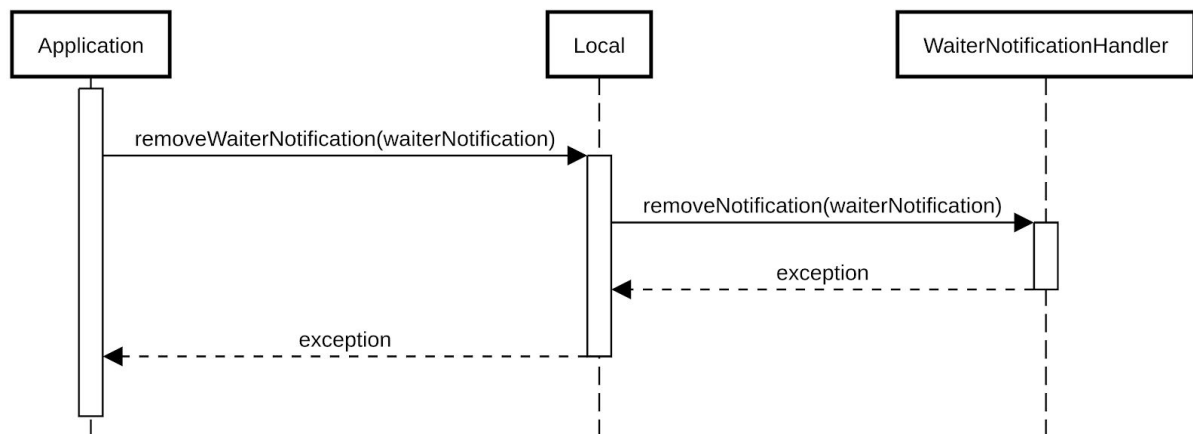 Application
Local
WaiterNotificationHandler
removeWaiterNotification(waiterNotification)
removeNotification(waiterNotification)
exception
exception